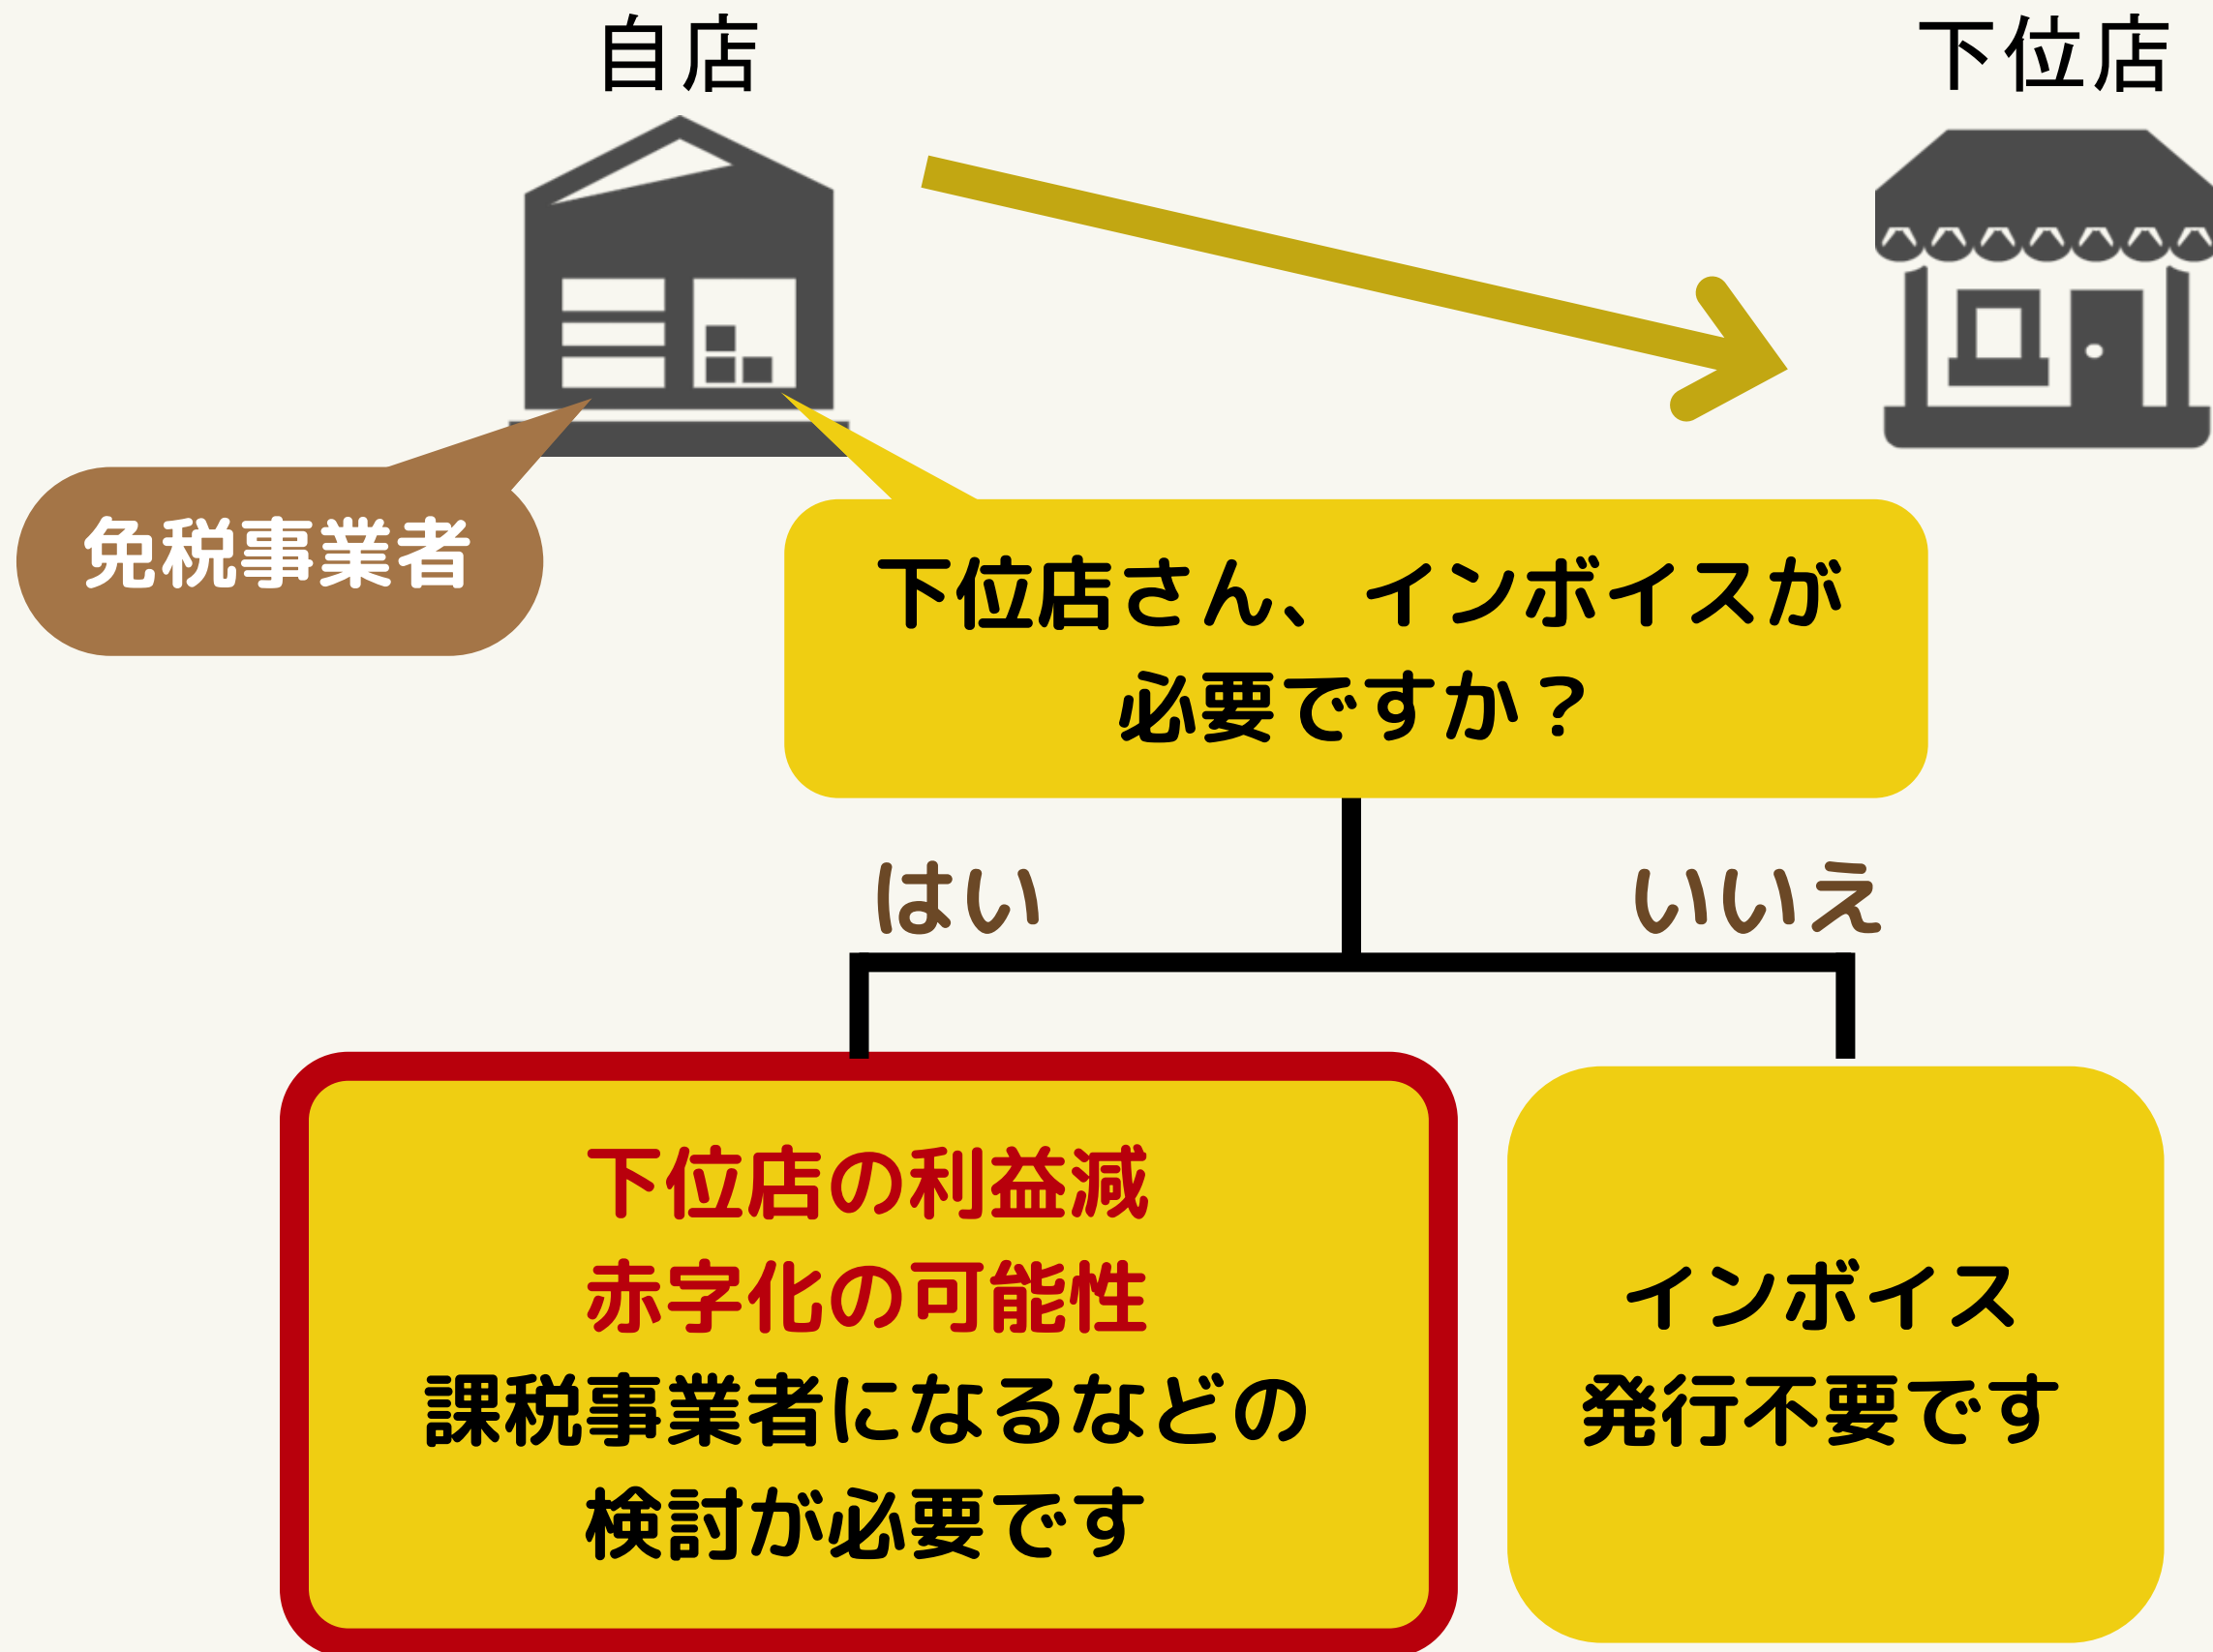 自店
下位店
免税事業者
下位店さん、インボイスが
必要ですか？
はい
いいえ
下位店の利益減
赤字化の可能性
課税事業者になるなどの
検討が必要です
インボイス
発行不要です